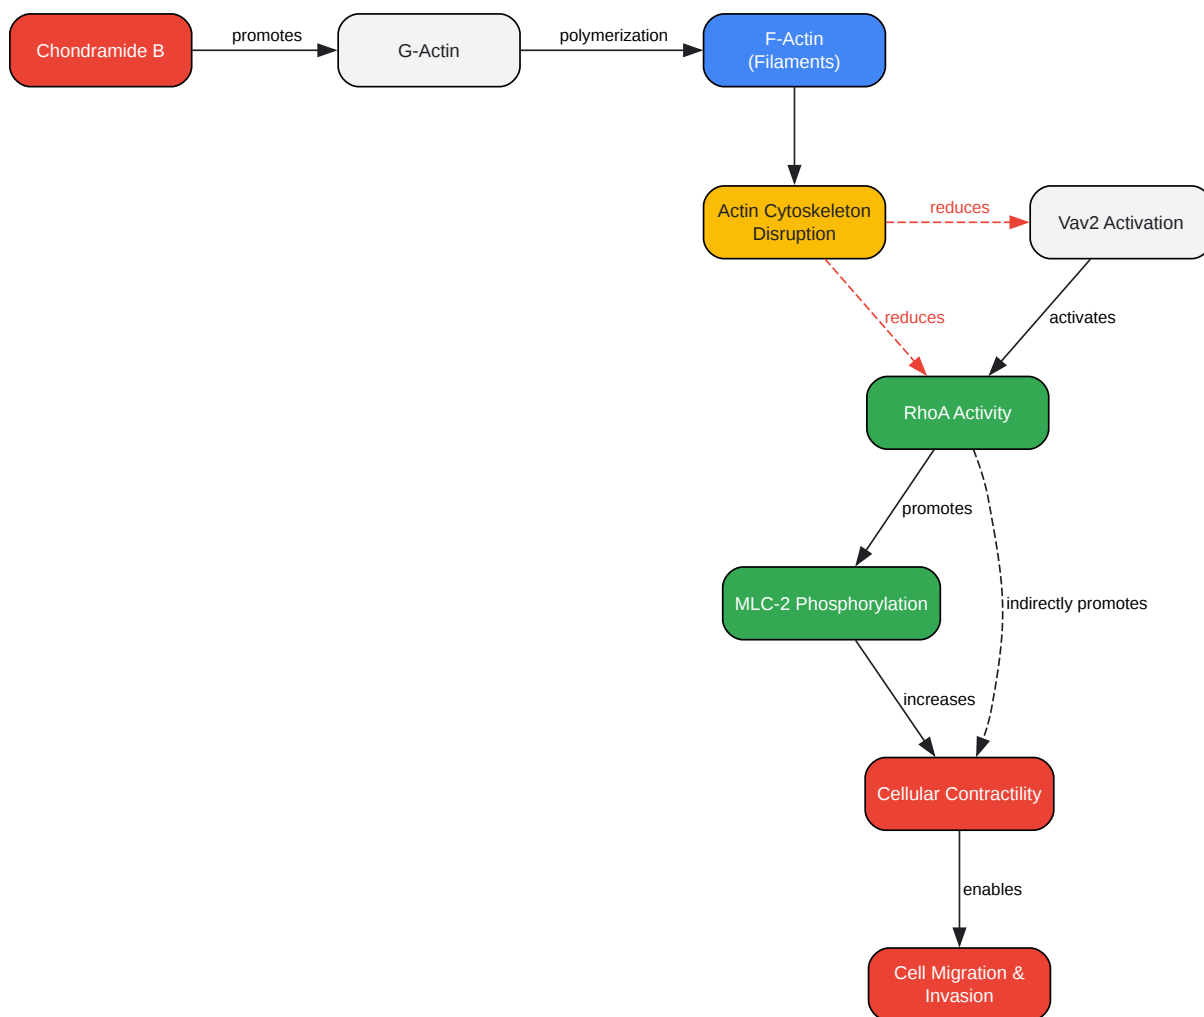 Chondramide B
promotes
G-Actin
polymerization
F-Actin
(Filaments)
Actin Cytoskeleton
Disruption
reduces
Vav2 Activation
reduces
activates
RhoA Activity
promotes
MLC-2 Phosphorylation
indirectly promotes
increases
Cellular Contractility
enables
Cell Migration &
Invasion